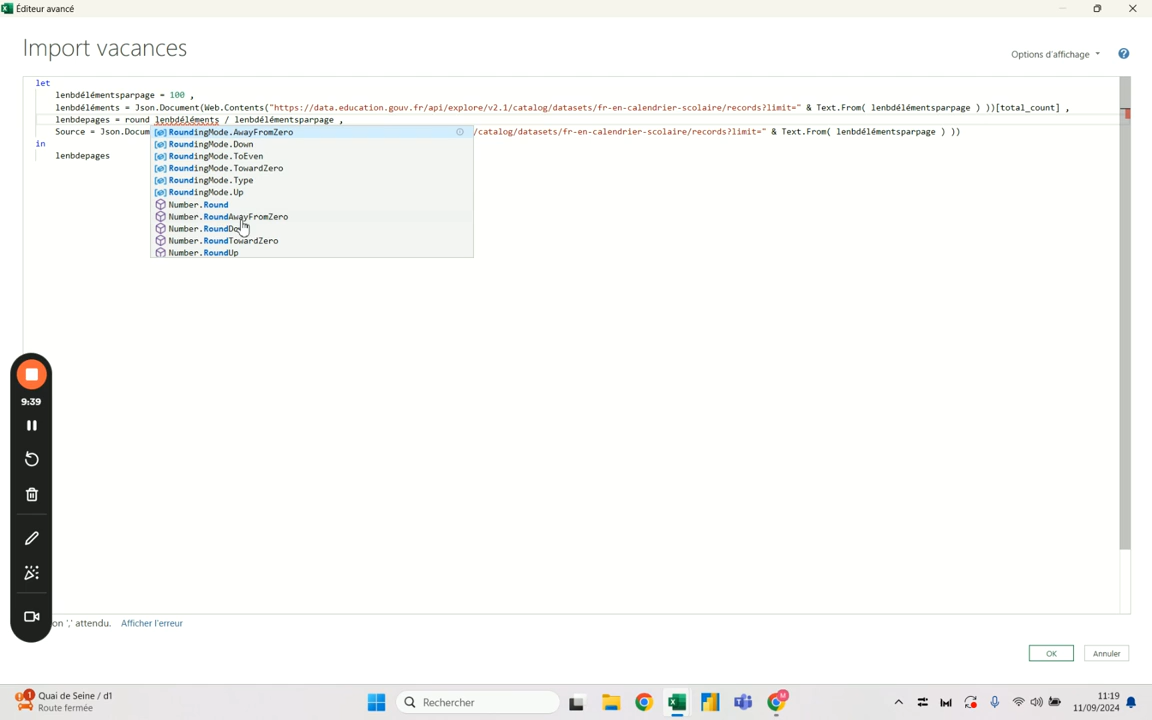 Éditeur avancé
Import vacances
Options d'affichage
?
let
lenbdélémentsparpage = 100 ,
lenbdéléments = Json.Document(Web.Contents("https://data.education.gouv.fr/api/explore/v2.1/catalog/datasets/fr-en-calendrier-scolaire/records?limit=" & Text.From( lenbdélémentsparpage ) ))[total_count] ,
lenbdepages = round lenbdéléments / lenbdélémentsparpage ,
Source = Json.Docum /catalog/datasets/fr-en-calendrier-scolaire/records?limit=" & Text.From( lenbdélémentsparpage ) ))
in
lenbdepages
RoundingMode.AwayFromZero
RoundingMode.Down
RoundingMode.ToEven
RoundingMode.TowardZero
RoundingMode.Type
RoundingMode.Up
Number.Round
Number.RoundAwayFromZero
Number.RoundDo
Number.RoundTowardZero
Number.RoundUp
9:39
on ',' attendu. Afficher l'erreur
OK Annuler
1
Quai de Seine / d1
Route fermée
Rechercher
11:19
11/09/2024